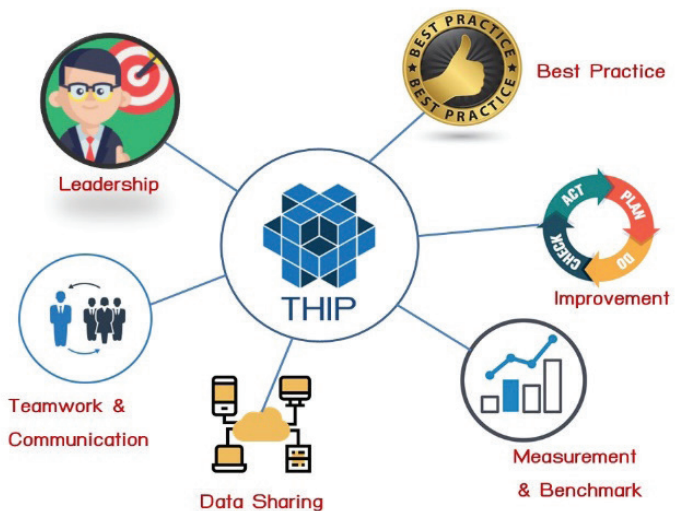 BEST PRACTICE
BEST PRACTICE
Best Practice
Leadership
ACT
PLAN
DO
CHECK
Improvement
THIP
Teamwork &
Communication
Data Sharing
Measurement
& Benchmark